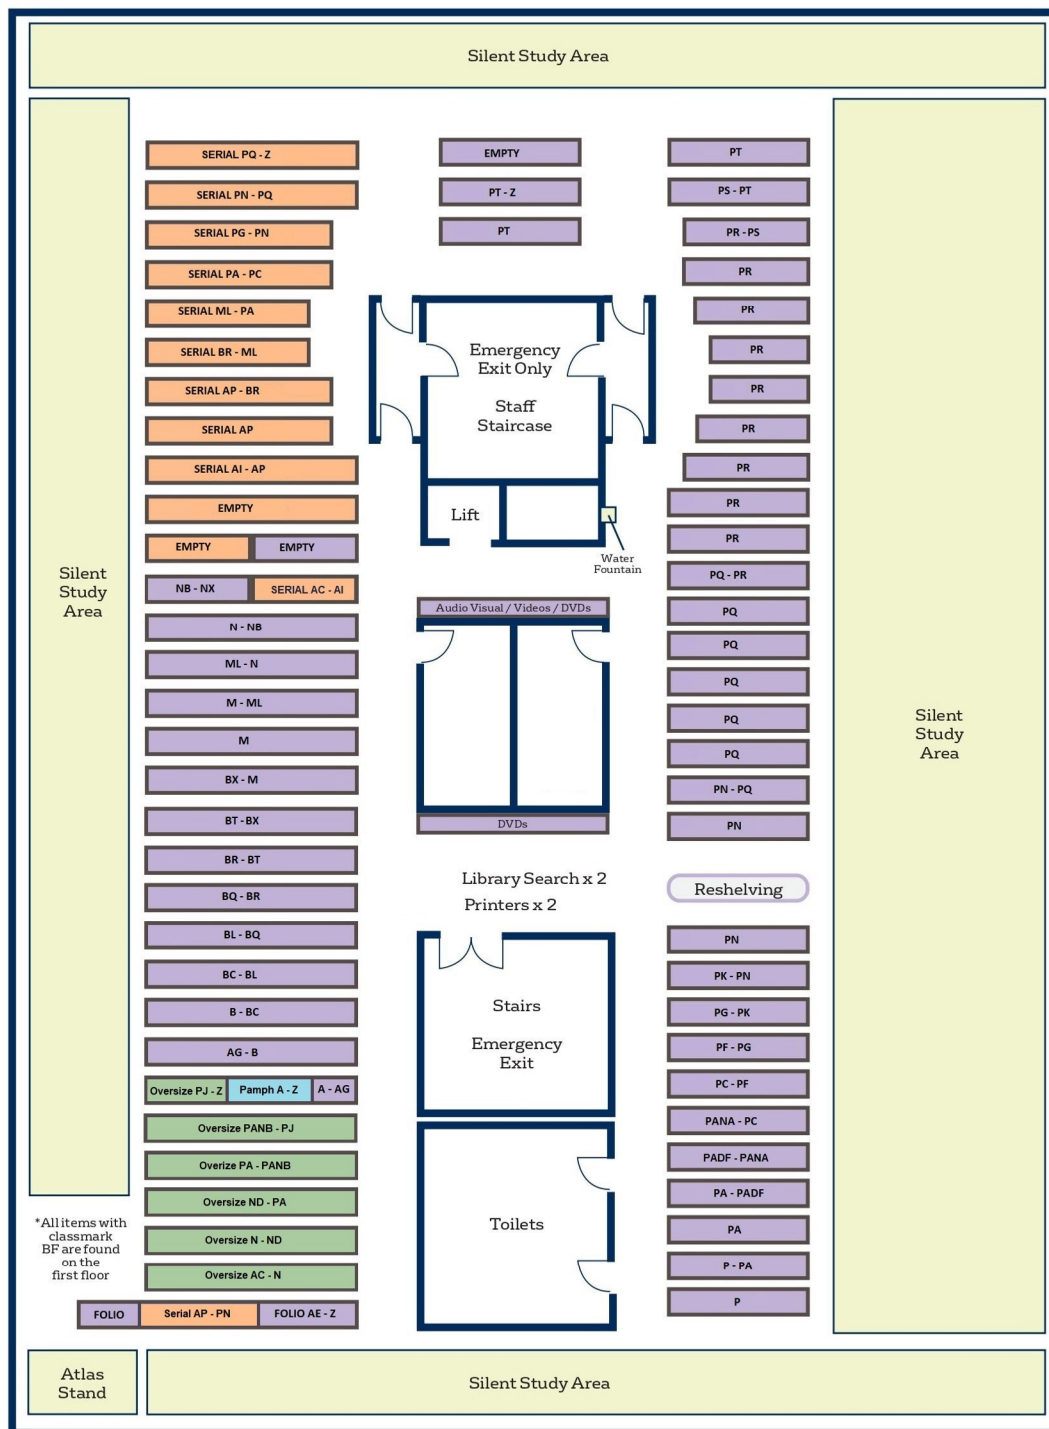 Silent Study Area
SERIAL PQ - Z
SERIAL PN - PQ
SERIAL PG - PN
SERIAL PA - PC
SERIAL ML - PA
SERIAL BR - ML
SERIAL AP - BR
SERIAL AP
SERIAL AI - AP
EMPTY
EMPTY
EMPTY
NB - NX
SERIAL AC - AI
N - NB
ML - N
M - ML
M
BX - M
BT - BX
BR - BT
BQ - BR
BL - BQ
BC - BL
B - BC
AG - B
Oversize PJ - Z
Pamph A - Z
A - AG
Oversize PANB - PJ
Overize PA - PANB
Oversize ND - PA
Oversize N - ND
Oversize AC - N
FOLIO
Serial AP - PN
FOLIO AE - Z
Silent
Study
Area
*All items with
classmark
BF are found
on the
first floor
Atlas
Stand
EMPTY
PT - Z
PT
Emergency
Exit Only
Staff
Staircase
Lift
Water
Fountain
Audio Visual / Videos / DVDs
DVDs
Library Search x 2
Printers x 2
Stairs
Emergency
Exit
Toilets
PT
PS - PT
PR - PS
PR
PR
PR
PR
PR
PR
PR
PR
PQ - PR
PQ
PQ
PQ
PQ
PQ
PN - PQ
PN
Reshelving
PN
PK - PN
PG - PK
PF - PG
PC - PF
PANA - PC
PADF - PANA
PA - PADF
PA
P - PA
P
Silent
Study
Area
Silent Study Area